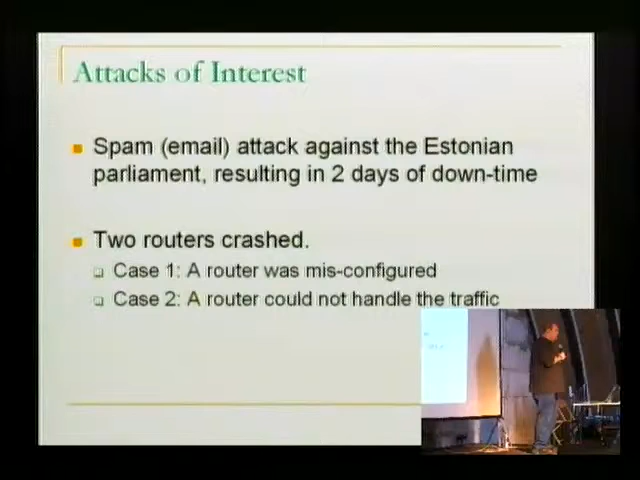 Attacks of Interest
Spam (email) attack against the Estonian
parliament, resulting in 2 days of down-time
Two routers crashed.
Case 1: A router was mis-configured
Case 2: A router could not handle the traffic